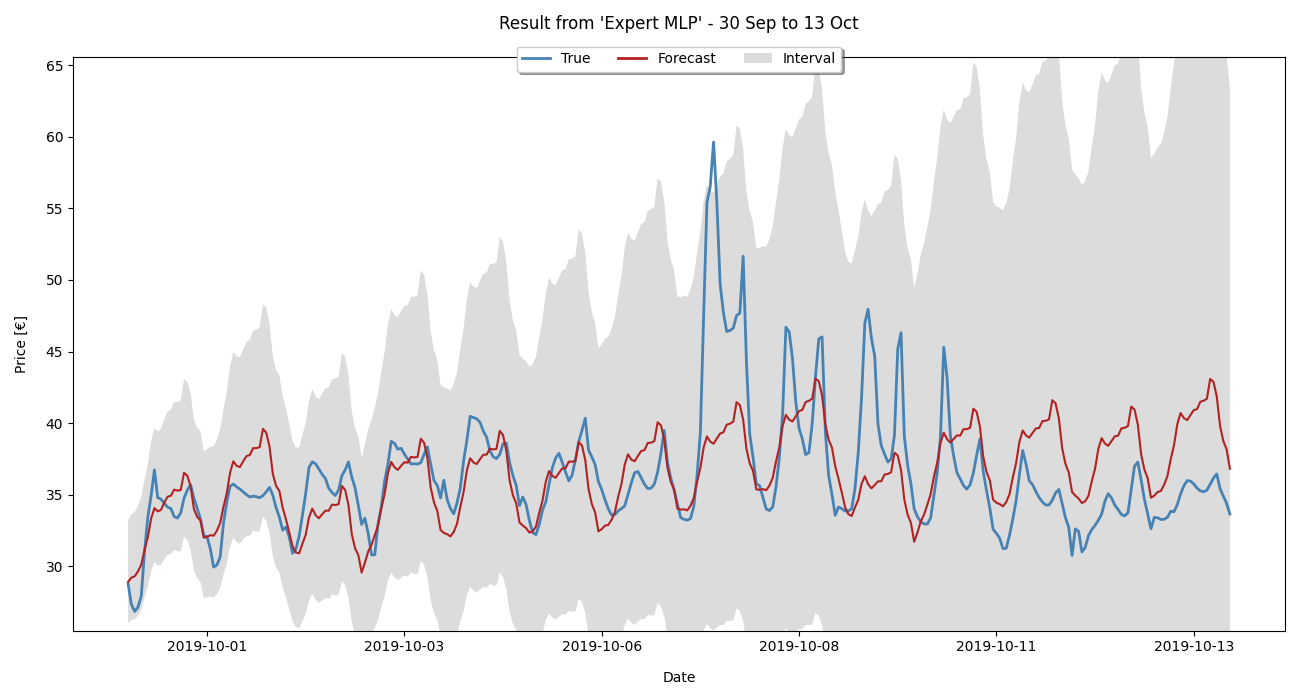 Result from 'Expert MLP' - 30 Sep to 13 Oct
True Forecast Interval
65
60
55
50
45
40
35
30
Price [€]
2019-10-01 2019-10-03 2019-10-06 2019-10-08 2019-10-11 2019-10-13
Date